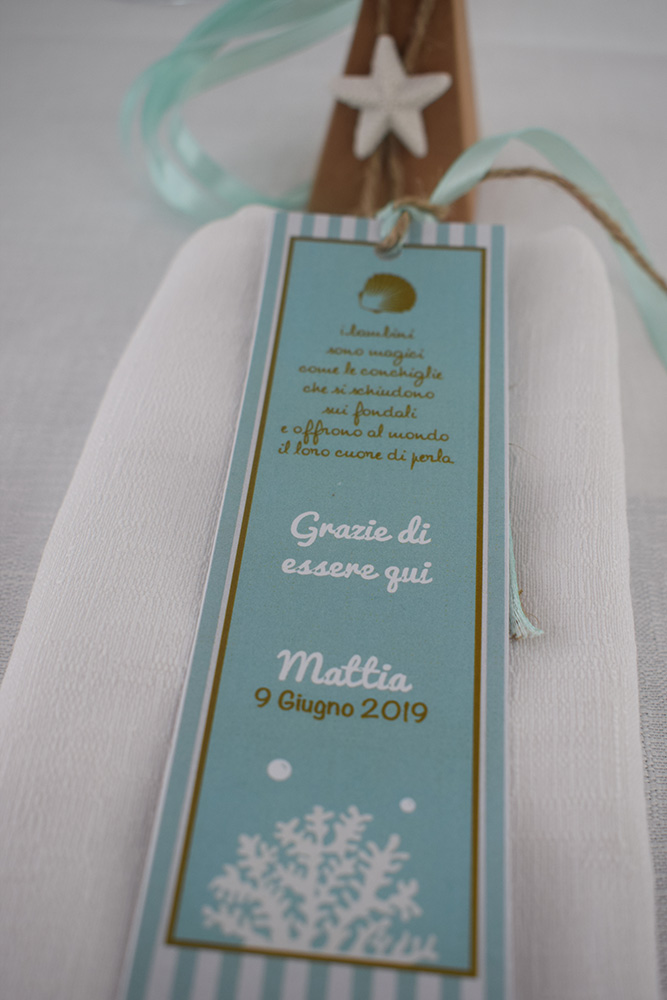 i bambini
sono magici
come le conchiglie
che si schiudono
sui fondali
e offrono al mondo
il loro cuore di perla
Grazie di
essere qui
Mattia
9 Giugno 2019